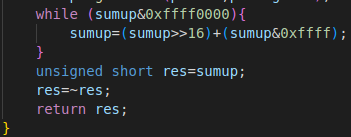 while (sumup&0xffff0000){
sumup=(sumup>>16)+(sumup&0xffff);
}
unsigned short res=sumup;
res=~res;
return res;
}